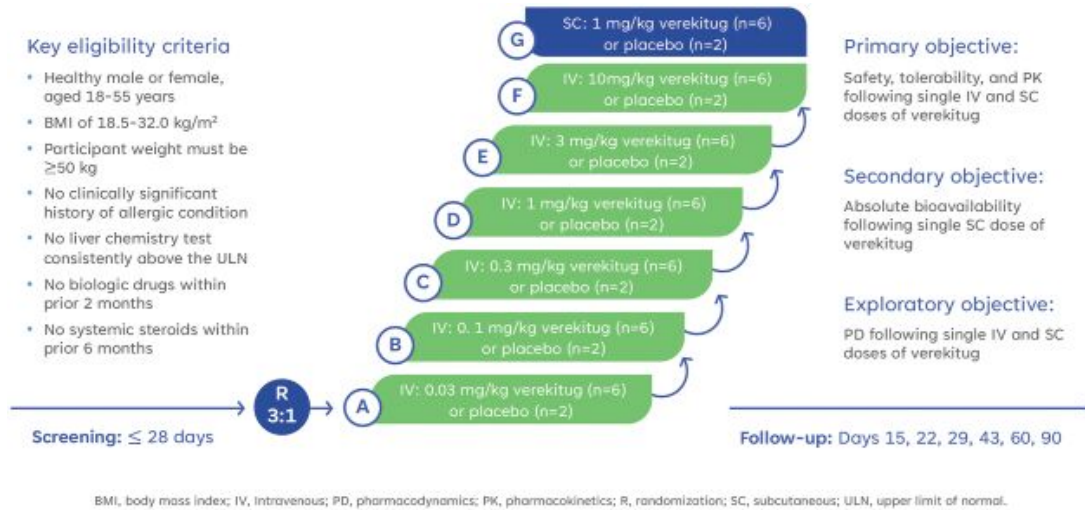 Key eligibility criteria
• Healthy male or female,
aged 18-55 years
• BMI of 18.5-32.0 kg/m²
• Participant weight must be
≥50 kg
• No clinically significant
history of allergic condition
• No liver chemistry test
consistently above the ULN
• No biologic drugs within
prior 2 months
• No systemic steroids within
prior 6 months
Screening: ≤ 28 days
R
3:1
G
SC: 1 mg/kg verekitug (n=6)
or placebo (n=2)
F
IV: 10mg/kg verekitug (n=6)
or placebo (n=2)
E
IV: 3 mg/kg verekitug (n=6)
or placebo (n=2)
D
IV: 1 mg/kg verekitug (n=6)
or placebo (n=2)
C
IV: 0.3 mg/kg verekitug (n=6)
or placebo (n=2)
B
IV: 0. 1 mg/kg verekitug (n=6)
or placebo (n=2)
A
IV: 0.03 mg/kg verekitug (n=6)
or placebo (n=2)
Primary objective:
Safety, tolerability, and PK
following single IV and SC
doses of verekitug
Secondary objective:
Absolute bioavailability
following single SC dose of
verekitug
Exploratory objective:
PD following single IV and SC
doses of verekitug
Follow-up: Days 15, 22, 29, 43, 60, 90
BMI, body mass index; IV, Intravenous; PD, pharmacodynamics; PK, pharmacokinetics; R, randomization; SC, subcutaneous; ULN, upper limit of normal.